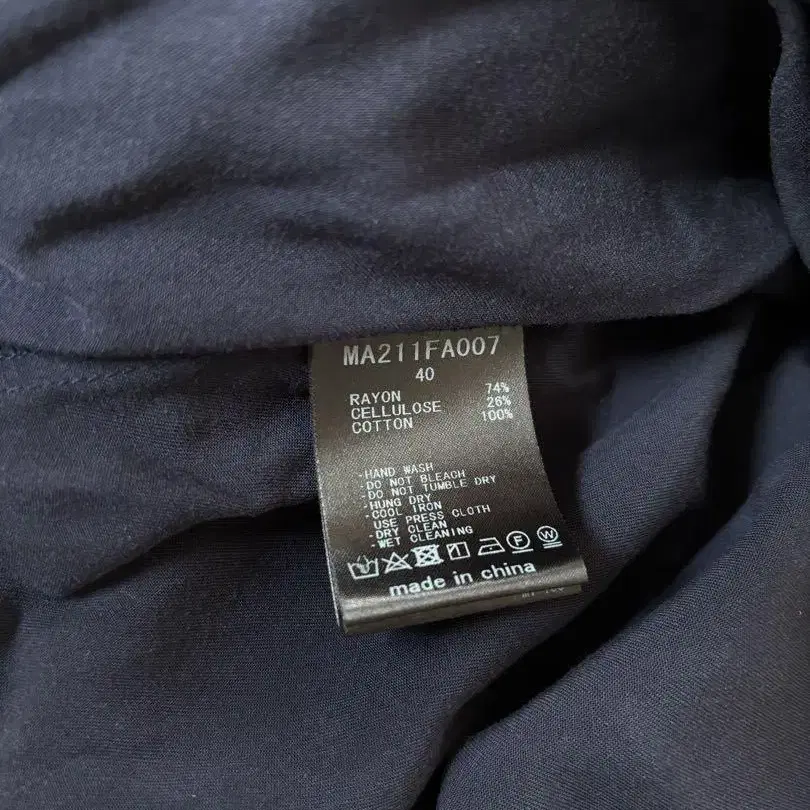 MA211FA007
40
RAYON 74%
CELLULOSE 26%
COTTON 100%
-HAND WASH
-DO NOT BLEACH
-DO NOT TUMBLE DRY
-HUNG DRY
-COOL IRON
USE PRESS CLOTH
-DRY CLEAN
-WET CLEANING
F W
made in china